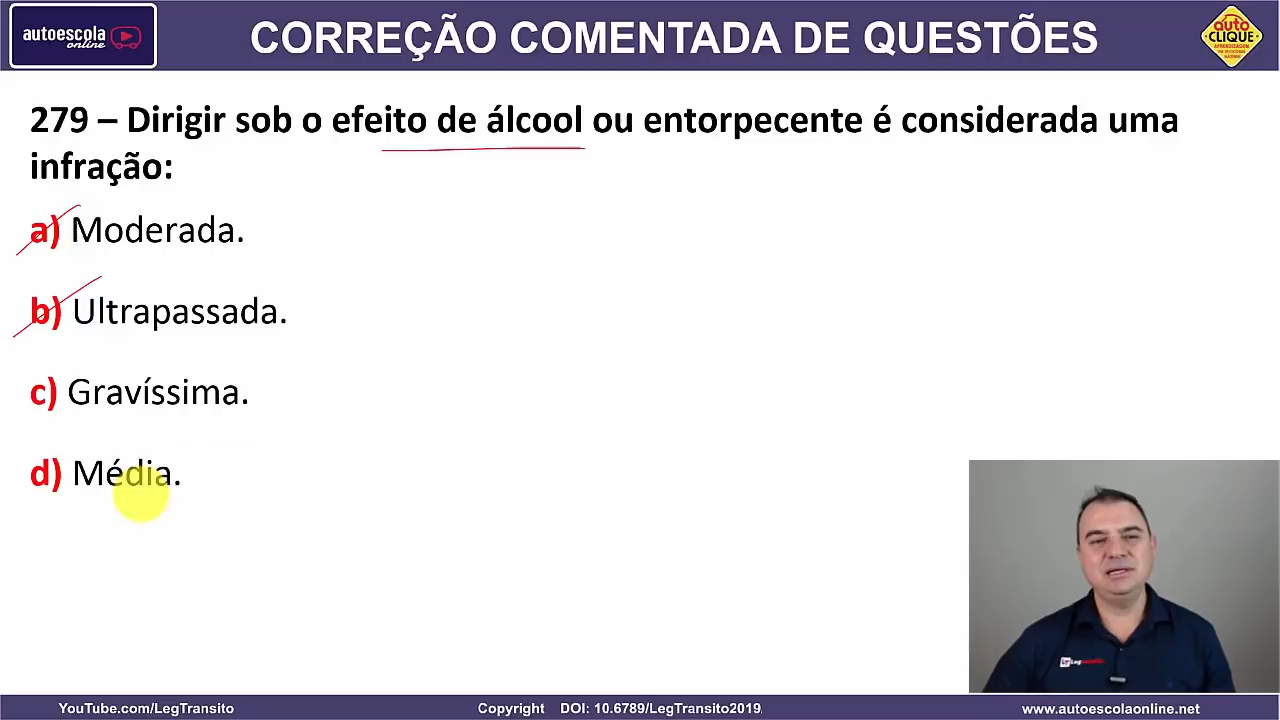 autoescola
online
CORREÇÃO COMENTADA DE QUESTÕES
auto
CLIQUE
APRENDIZAGEM
279 – Dirigir sob o efeito de álcool ou entorpecente é considerada uma
infração:
a) Moderada.
b) Ultrapassada.
c) Gravíssima.
d) Média.
YouTube.com/LegTransito
Copyright DOI: 10.6789/LegTransito2019
www.autoescolaonline.net